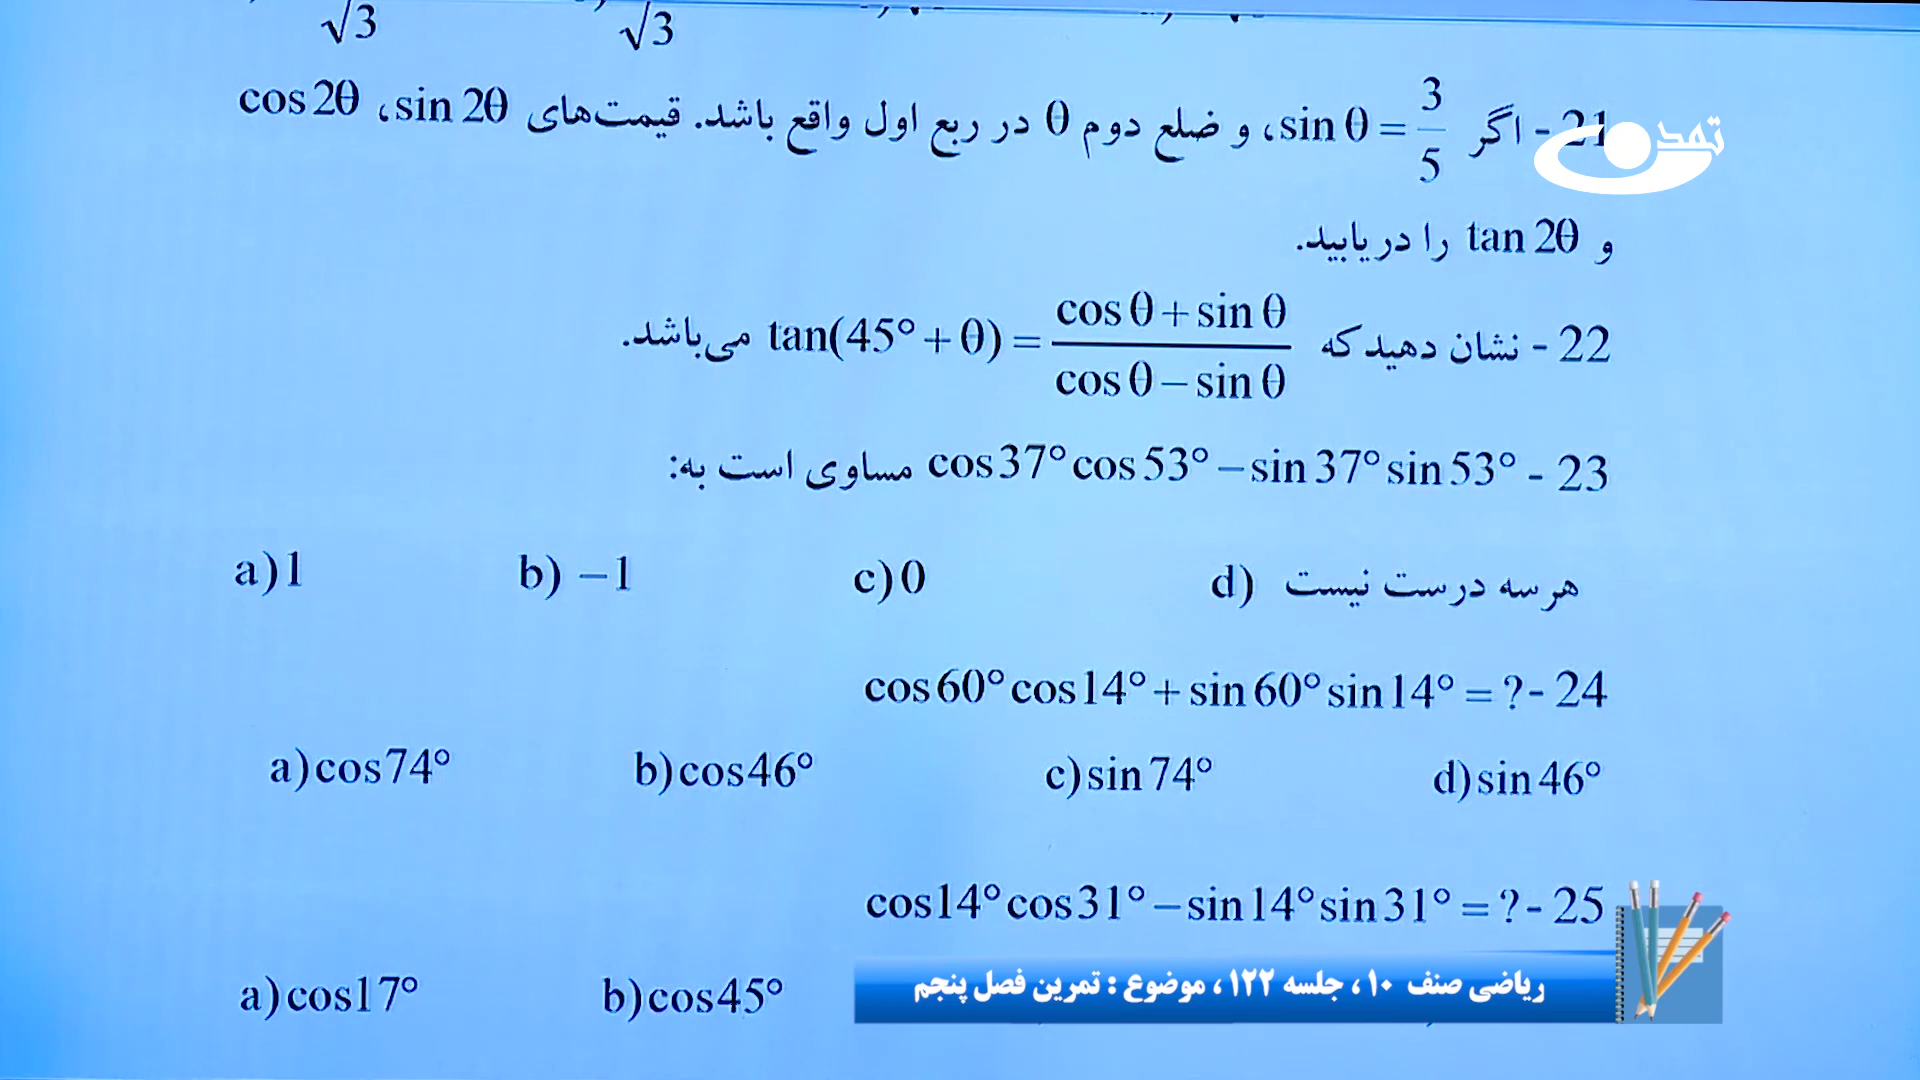 √3 √3
21 - اگر sin θ = 3/5، و ضلع دوم θ در ربع اول واقع باشد. قیمت‌های sin 2θ، cos 2θ
تمدن
و tan 2θ را دریابید.
22 - نشان دهید که tan(45° + θ) = (cos θ + sin θ)/(cos θ − sin θ) می‌باشد.
23 - cos 37° cos 53° − sin 37° sin 53° مساوی است به:
a) 1 b) −1 c) 0 d) هر سه درست نیست
24 - cos 60° cos 14° + sin 60° sin 14° = ?
a) cos 74° b) cos 46° c) sin 74° d) sin 46°
25 - cos 14° cos 31° − sin 14° sin 31° = ?
a) cos 17° b) cos 45°
ریاضی صنف ۱۰، جلسه ۱۲۲، موضوع : تمرین فصل پنجم